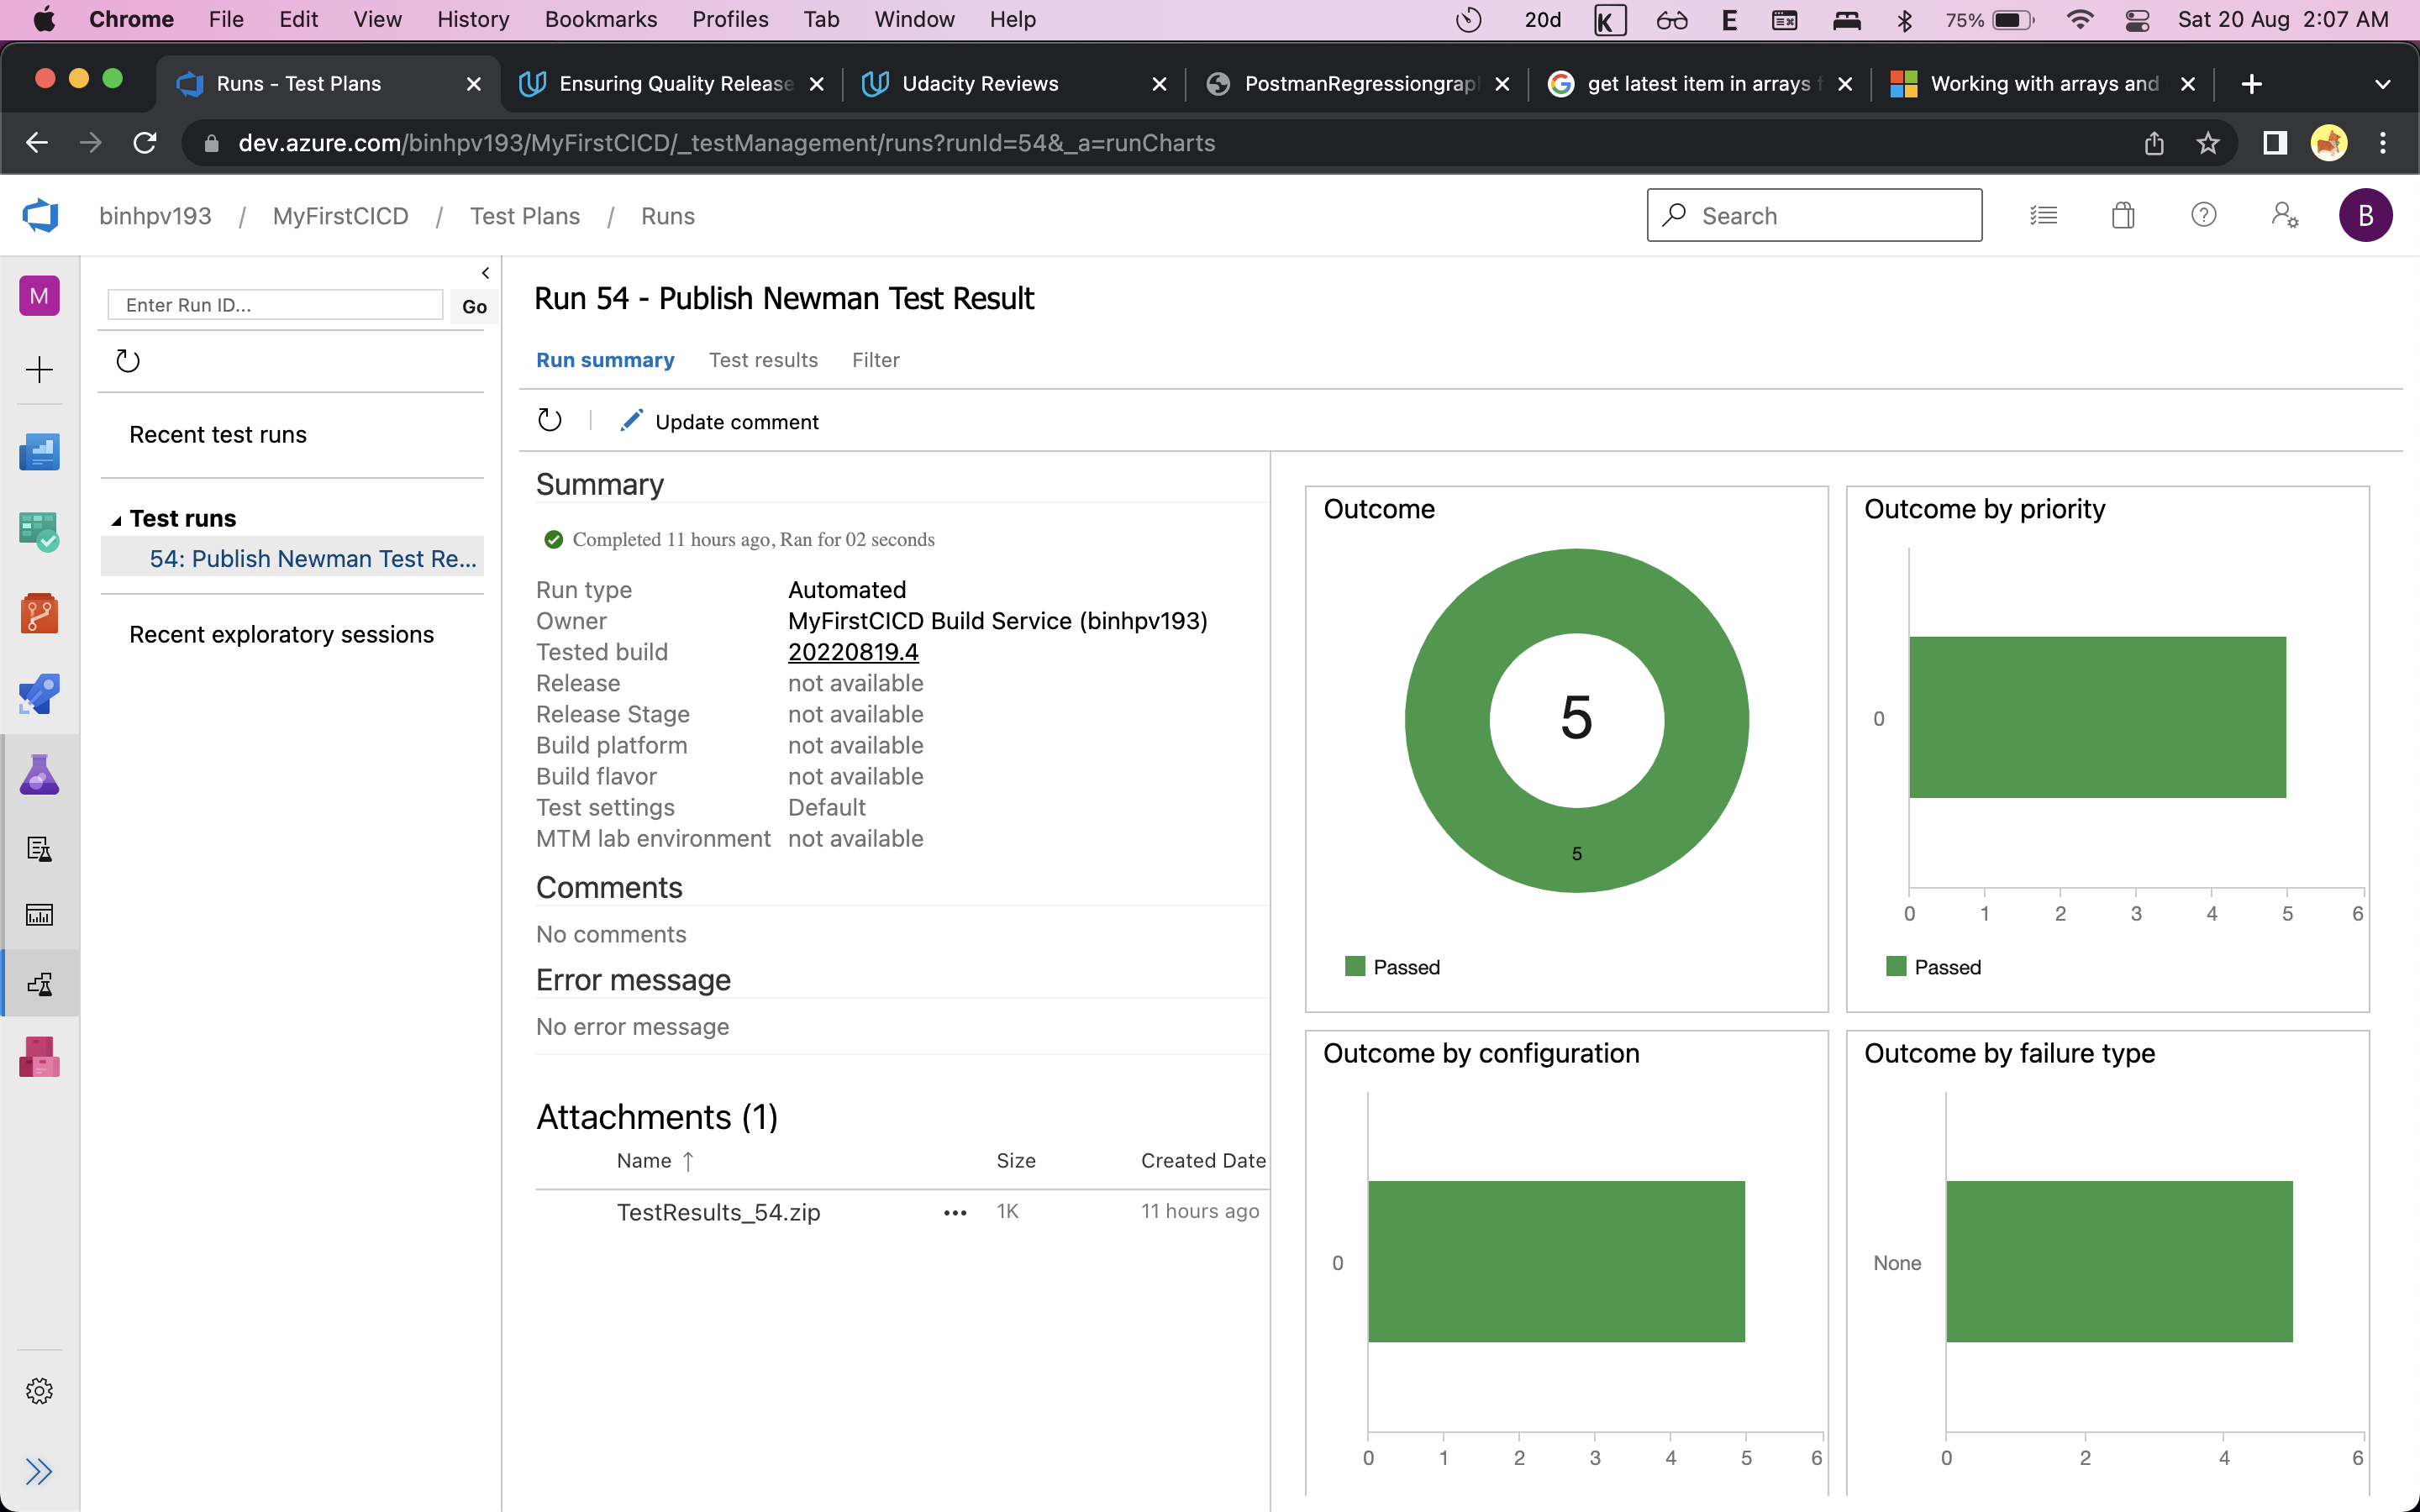 Chrome File Edit View History Bookmarks Profiles Tab Window Help 20d K E 75% Sat 20 Aug 2:07 AM
Runs - Test Plans Ensuring Quality Release Udacity Reviews PostmanRegressiongrap get latest item in arrays f Working with arrays and
dev.azure.com/binhpv193/MyFirstCICD/_testManagement/runs?runId=54&_a=runCharts
binhpv193 / MyFirstCICD / Test Plans / Runs Search B
M
Enter Run ID... Go
Recent test runs
Test runs
54: Publish Newman Test Re...
Recent exploratory sessions
Run 54 - Publish Newman Test Result
Run summary Test results Filter
Update comment
Summary
Completed 11 hours ago, Ran for 02 seconds
Run type Automated
Owner MyFirstCICD Build Service (binhpv193)
Tested build 20220819.4
Release not available
Release Stage not available
Build platform not available
Build flavor not available
Test settings Default
MTM lab environment not available
Comments
No comments
Error message
No error message
Attachments (1)
Name ↑ Size Created Date
TestResults_54.zip ••• 1K 11 hours ago
Outcome
5
5
Passed
Outcome by priority
0
0 1 2 3 4 5 6
Passed
Outcome by configuration
0
0 1 2 3 4 5 6
Outcome by failure type
None
0 2 4 6